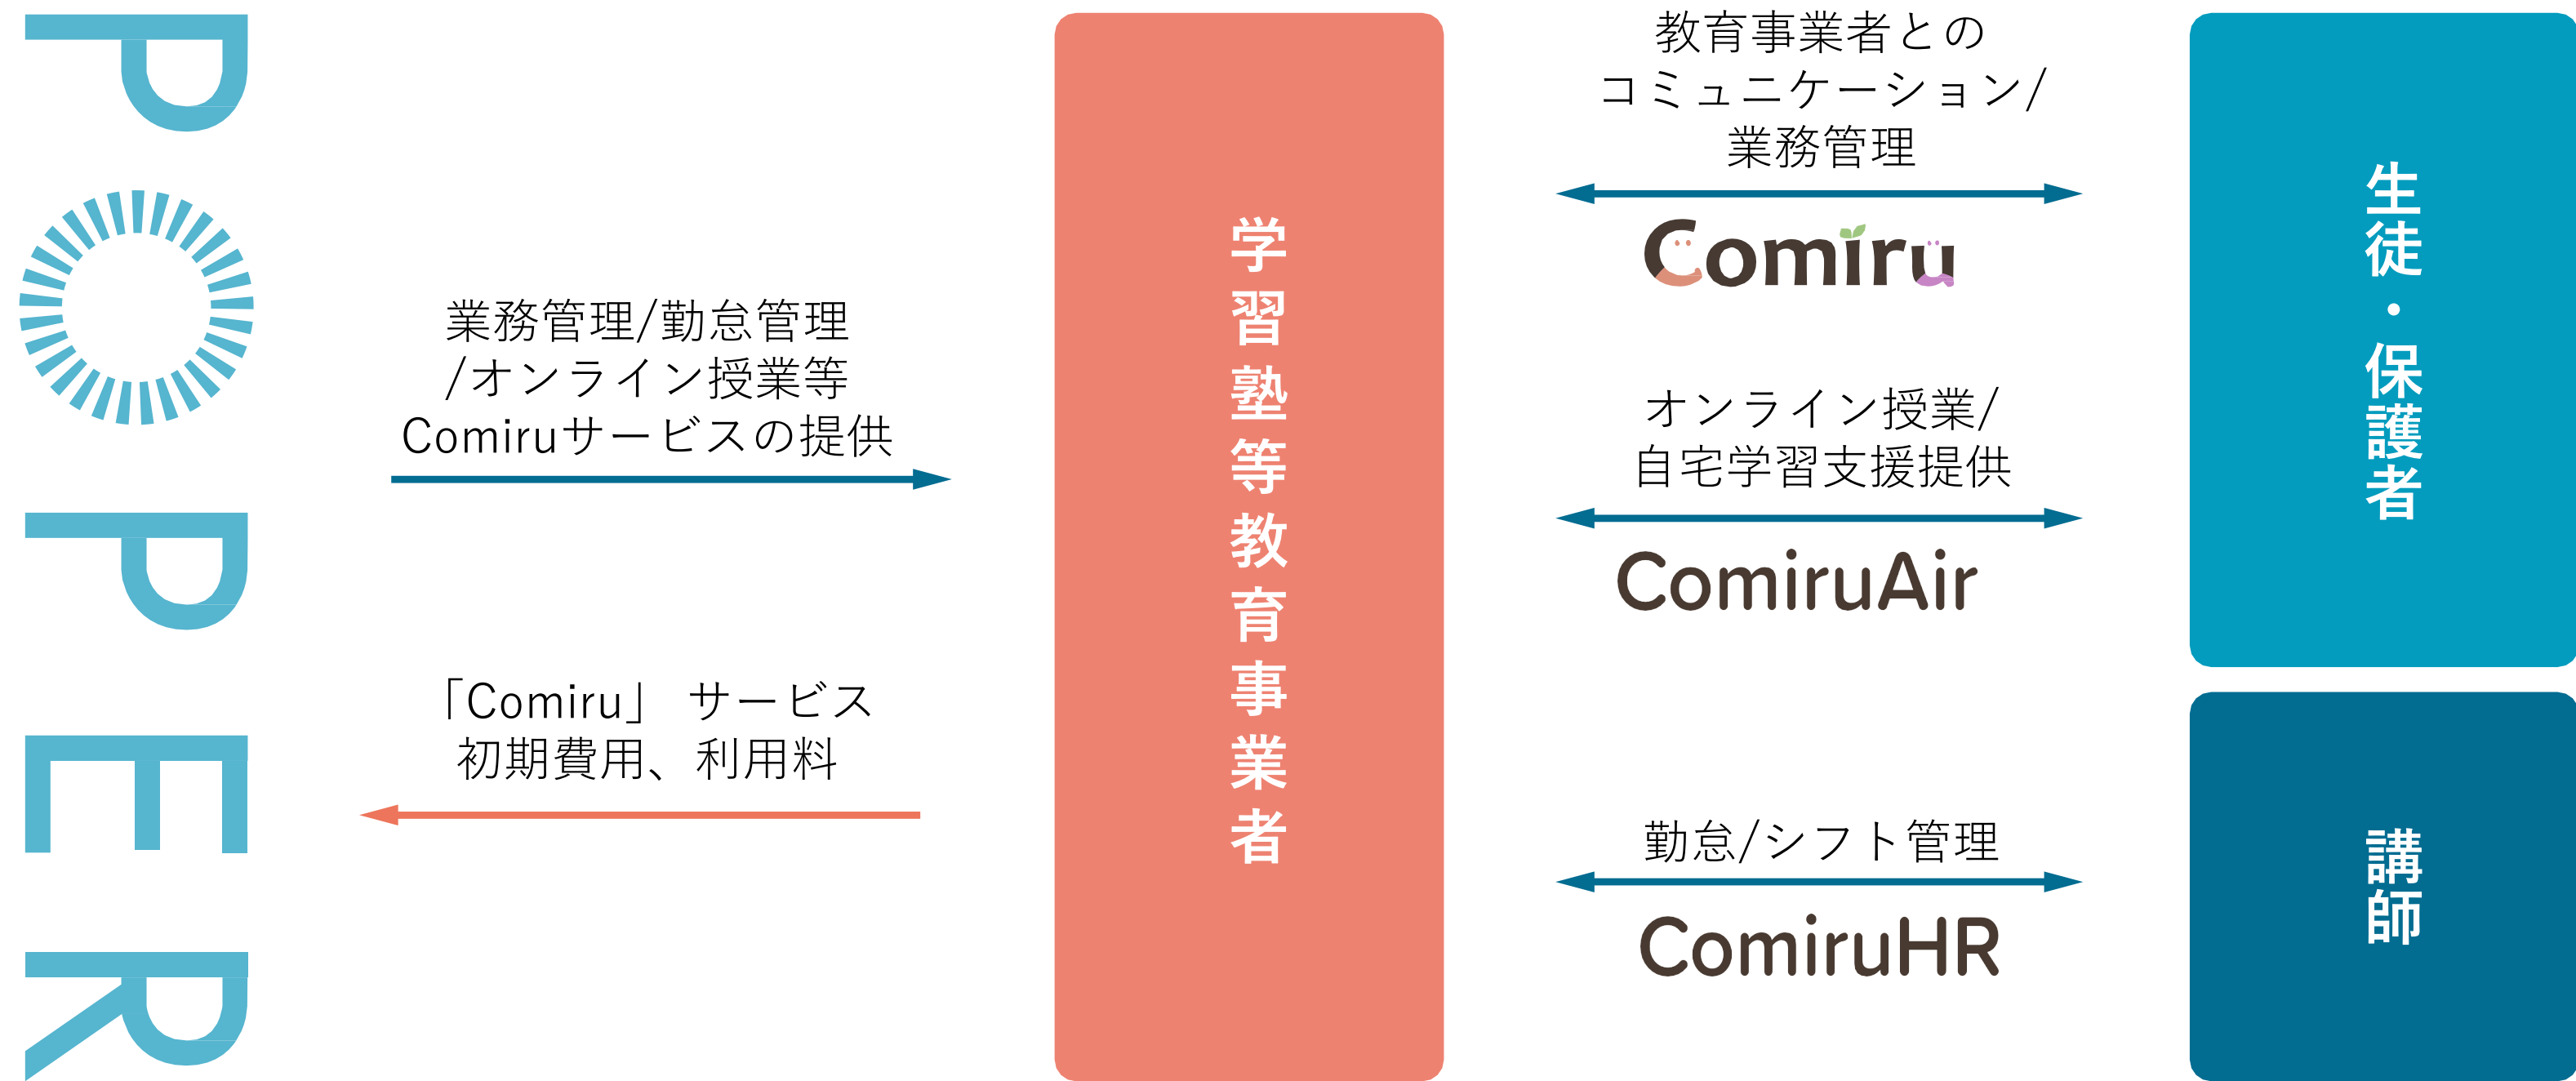 POPPER
業務管理/勤怠管理
/オンライン授業等
Comiruサービスの提供
「Comiru」 サービス
初期費用、利用料
学習塾等教育事業者
教育事業者との
コミュニケーション/
業務管理
Comiru
オンライン授業/
自宅学習支援提供
ComiruAir
勤怠/シフト管理
ComiruHR
生徒・保護者
講師